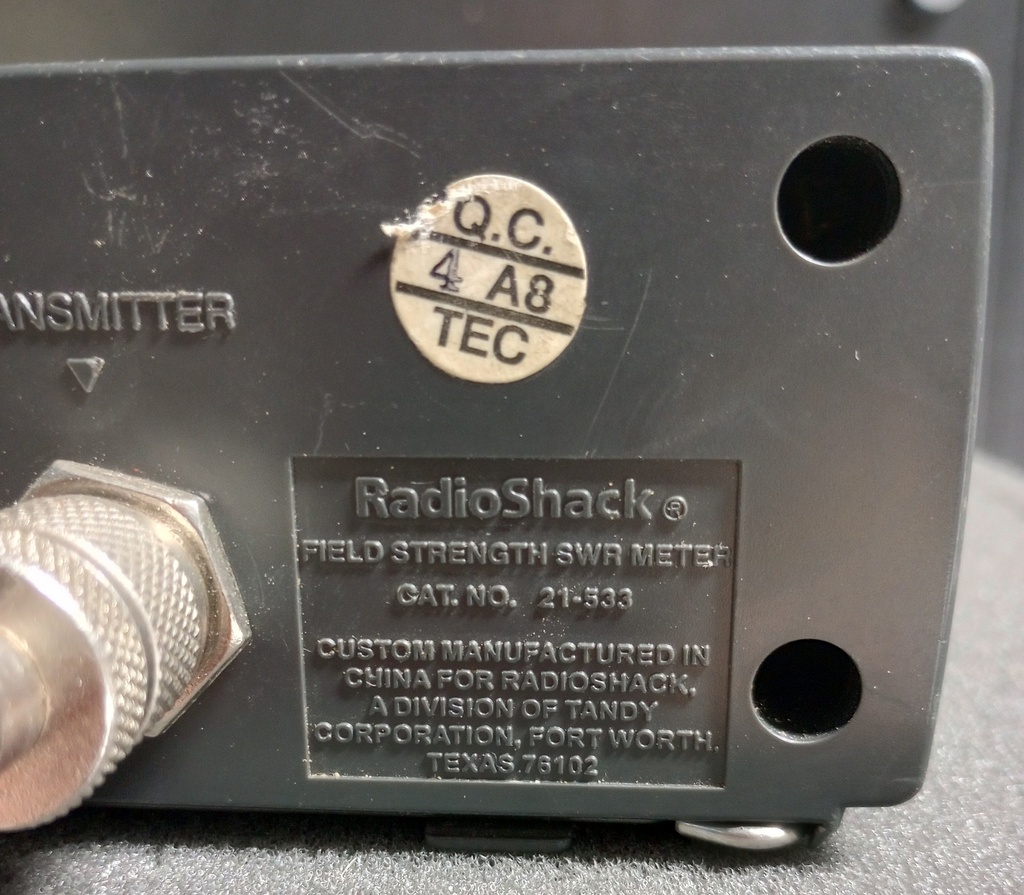 Q.C.
4 A8
TEC
ANSMITTER
RadioShack®
FIELD STRENGTH SWR METER
CAT. NO. 21-533
CUSTOM MANUFACTURED IN
CHINA FOR RADIOSHACK,
A DIVISION OF TANDY
CORPORATION, FORT WORTH,
TEXAS 76102